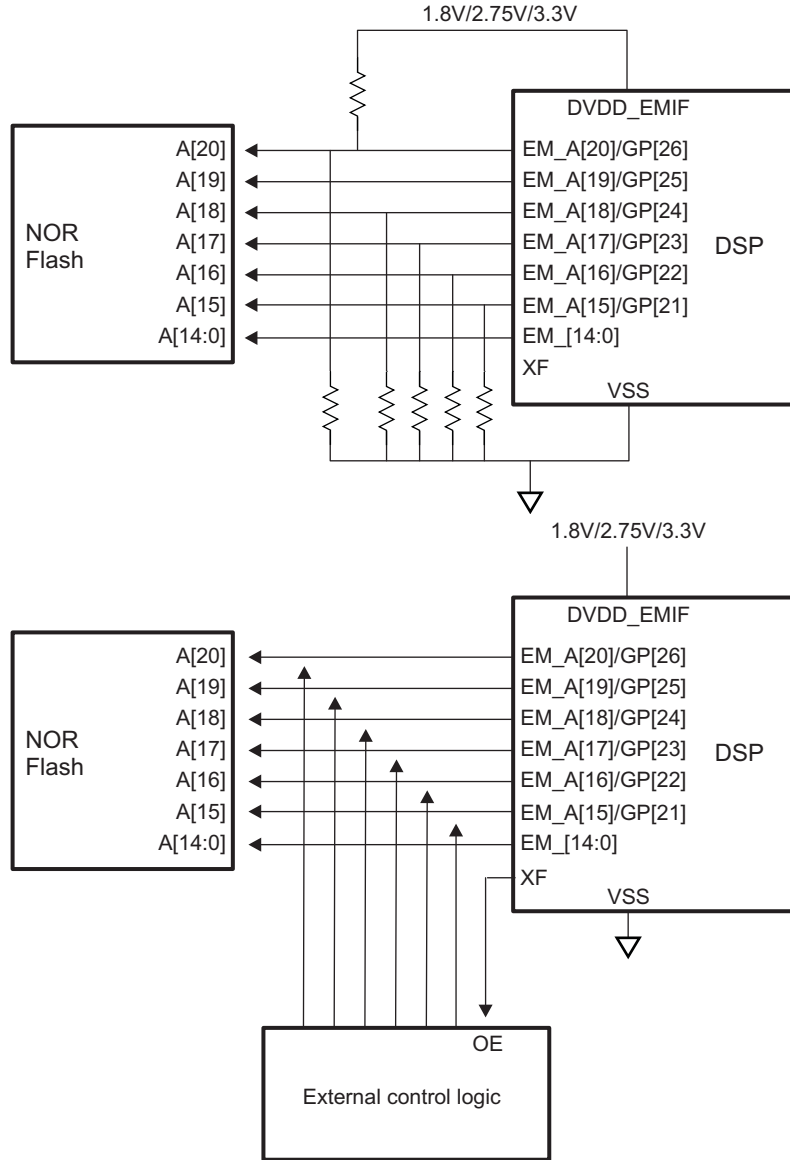 1.8V/2.75V/3.3V
DVDD_EMIF
A[20]
EM_A[20]/GP[26]
A[19]
EM_A[19]/GP[25]
A[18]
EM_A[18]/GP[24]
NOR
Flash
A[17]
EM_A[17]/GP[23]
DSP
A[16]
EM_A[16]/GP[22]
A[15]
EM_A[15]/GP[21]
A[14:0]
EM_[14:0]
XF
VSS
1.8V/2.75V/3.3V
DVDD_EMIF
A[20]
EM_A[20]/GP[26]
A[19]
EM_A[19]/GP[25]
A[18]
EM_A[18]/GP[24]
NOR
Flash
A[17]
EM_A[17]/GP[23]
DSP
A[16]
EM_A[16]/GP[22]
A[15]
EM_A[15]/GP[21]
A[14:0]
EM_[14:0]
XF
VSS
OE
External control logic